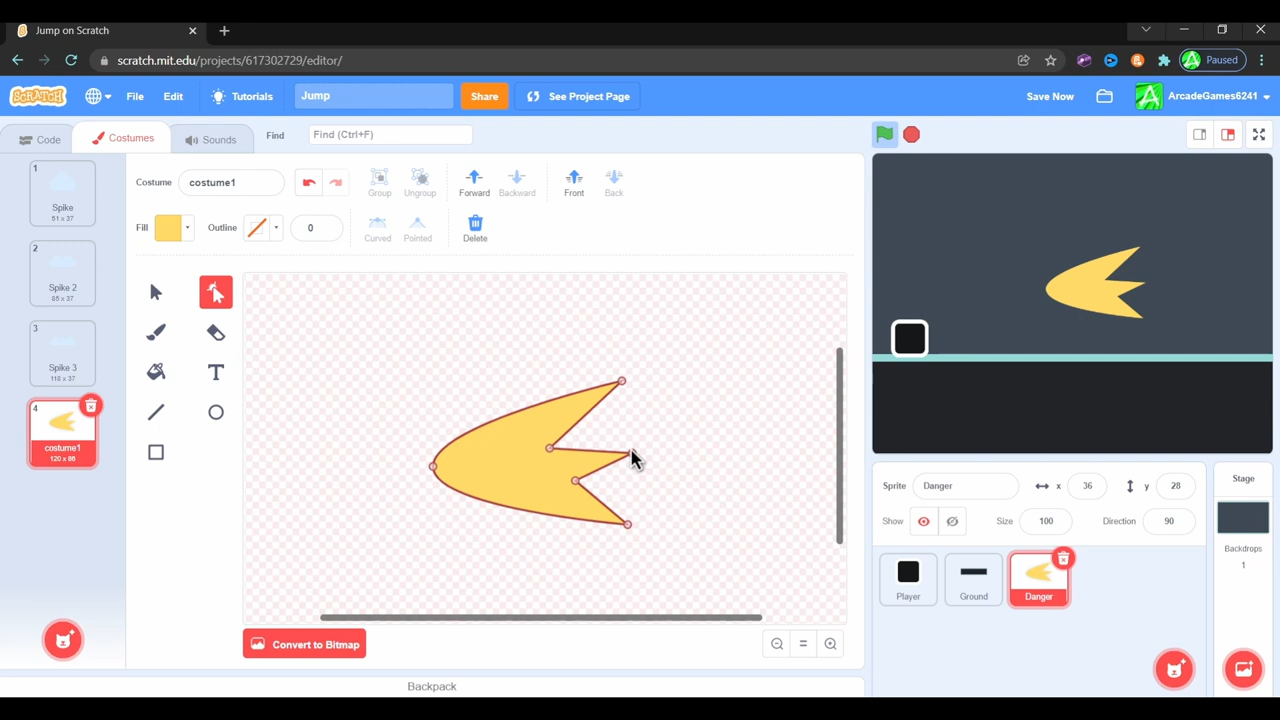 Jump on Scratch
scratch.mit.edu/projects/617302729/editor/
Paused
SCRATCH
File
Edit
Tutorials
Jump
Share
See Project Page
Save Now
ArcadeGames6241
Code
Costumes
Sounds
Find
Find (Ctrl+F)
Costume
costume1
Group
Ungroup
Forward
Backward
Front
Back
Fill
Outline
0
Curved
Pointed
Delete
1
Spike
51 x 37
2
Spike 2
85 x 37
3
Spike 3
118 x 37
4
costume1
120 x 86
T
Convert to Bitmap
Backpack
Sprite
Danger
x
36
y
28
Show
Size
100
Direction
90
Player
Ground
Danger
Stage
Backdrops
1